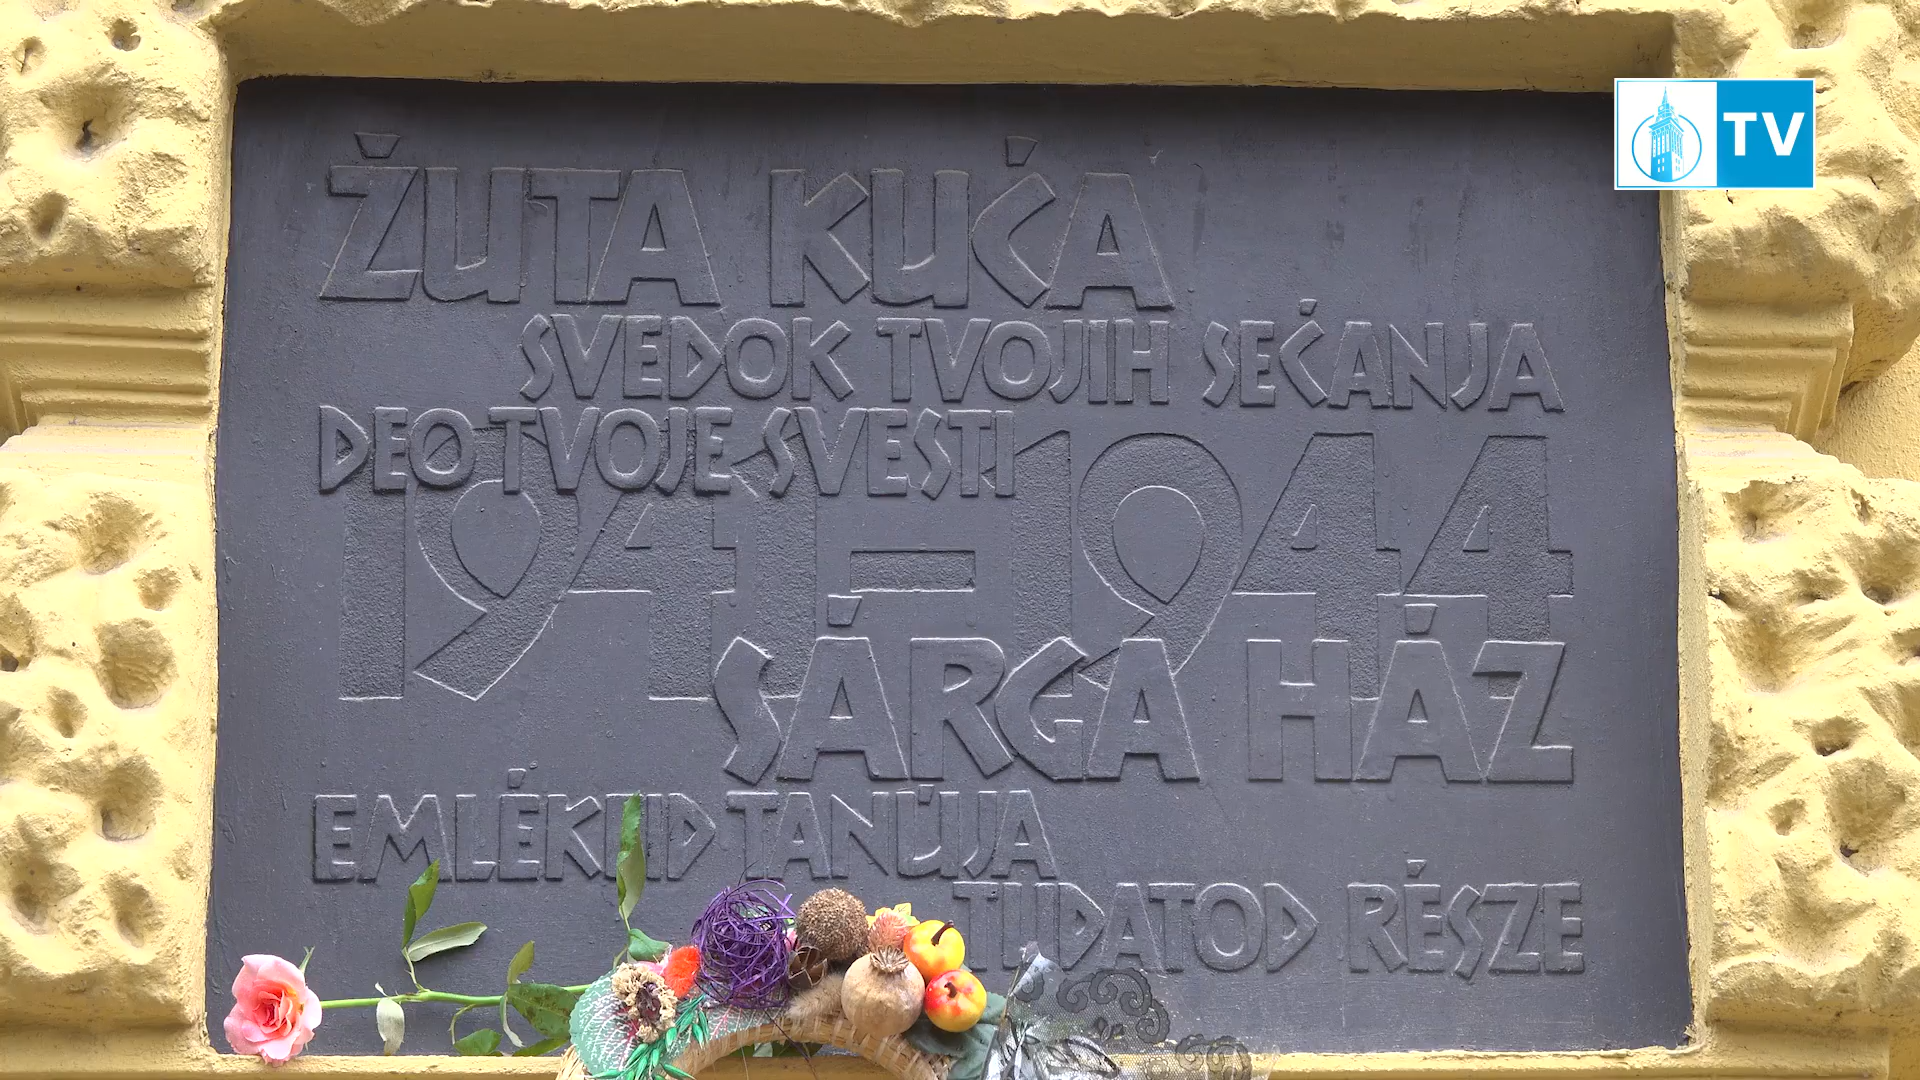 ŽUTA KUĆA
SVEDOK TVOJIH SEĆANJA
DEO TVOJE SVESTI
1941-1944
SÁRGA HÁZ
EMLÉKEID TANÚJA
TUDATOD RÉSZE
TV